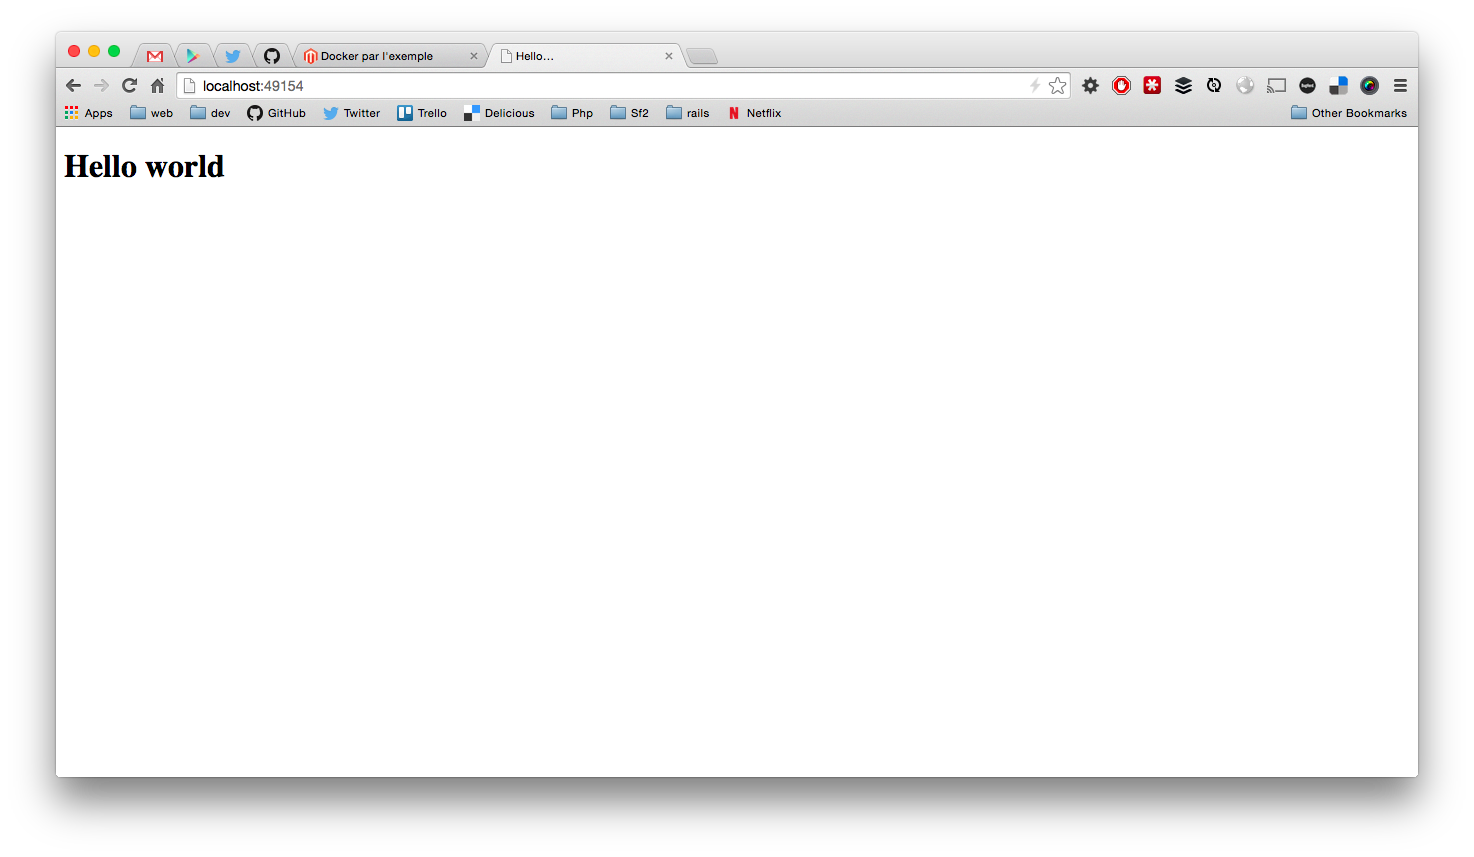 Docker par l'exemple
Hello...
localhost:49154
Apps web dev GitHub Twitter Trello Delicious Php Sf2 rails Netflix Other Bookmarks
Hello world